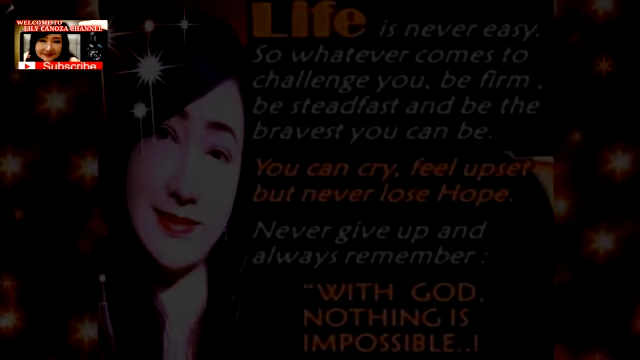 WELCOME TO
LILY CANOZA CHANNEL
Subscribe
Life is never easy.
So whatever comes to
challenge you, be firm ,
be steadfast and be the
bravest you can be.
You can cry, feel upset
but never lose Hope.
Never give up and
always remember :
"WITH GOD,
NOTHING IS
IMPOSSIBLE..!